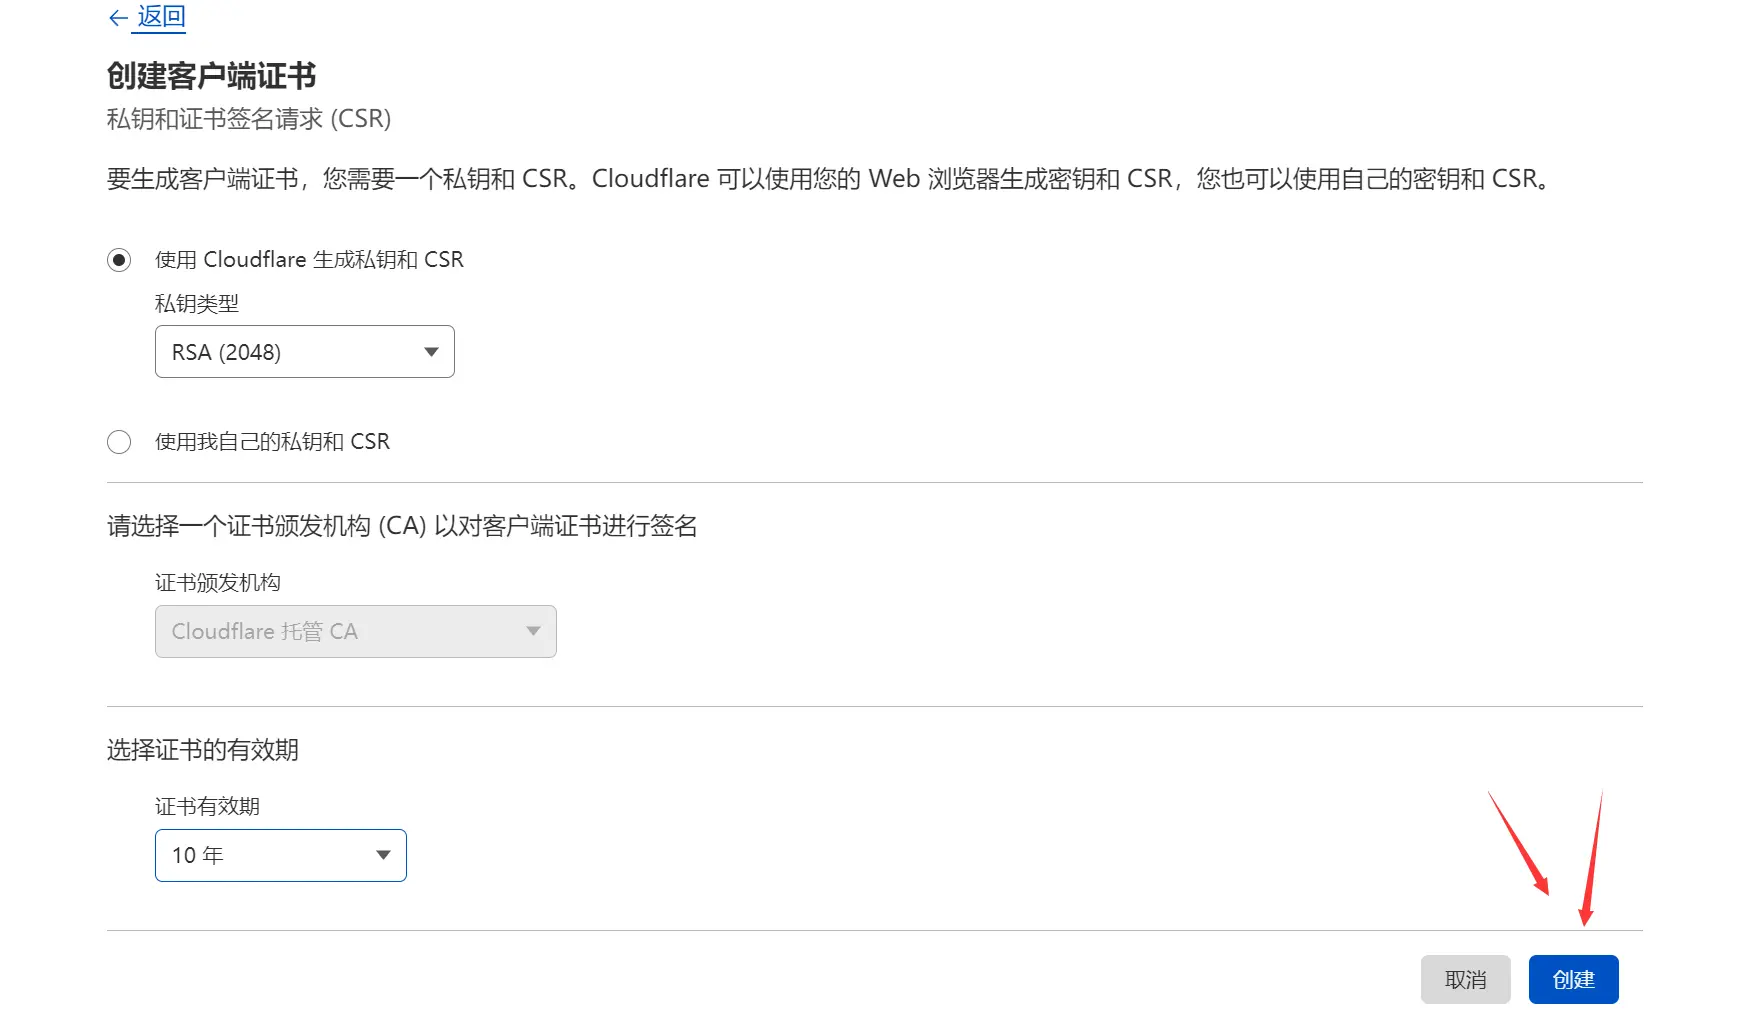 返回
创建客户端证书
私钥和证书签名请求 (CSR)
要生成客户端证书，您需要一个私钥和 CSR。Cloudflare 可以使用您的 Web 浏览器生成密钥和 CSR，您也可以使用自己的密钥和 CSR。
使用 Cloudflare 生成私钥和 CSR
私钥类型
RSA (2048)
使用我自己的私钥和 CSR
请选择一个证书颁发机构 (CA) 以对客户端证书进行签名
证书颁发机构
Cloudflare 托管 CA
选择证书的有效期
证书有效期
10 年
取消
创建